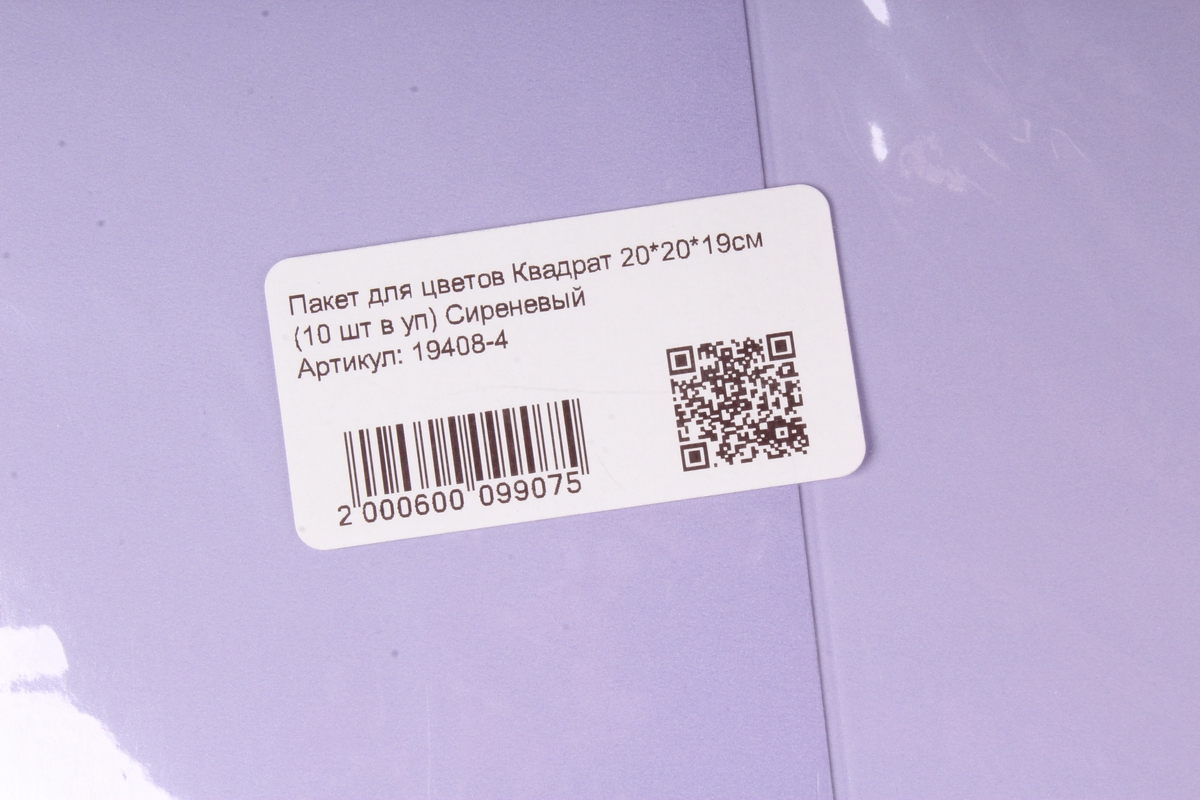 Пакет для цветов Квадрат 20*20*19см
(10 шт в уп) Сиреневый
Артикул: 19408-4
2 000600 099075